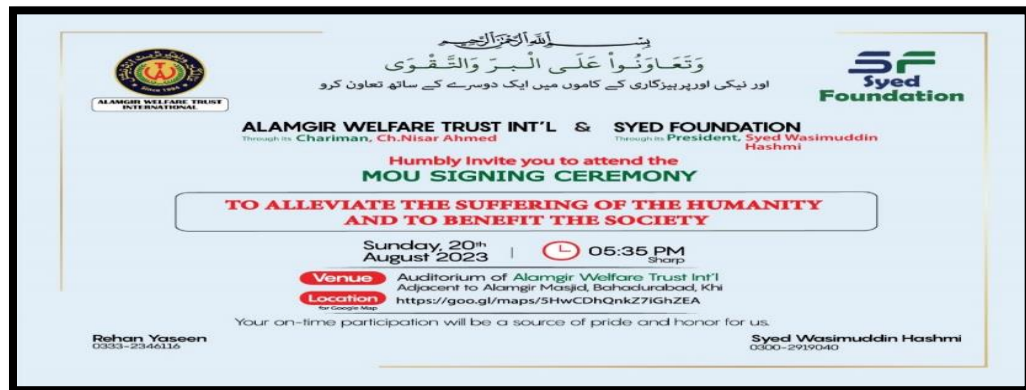 بِسْمِ اللهِ الرَّحْمٰنِ الرَّحِيْمِ
وَتَعَاوَنُواْ عَلَى الْبِرِّ وَالتَّقْوَى
اور نیکی اورپرہیزگاری کے کاموں میں ایک دوسرے کے ساتھ تعاون کرو
Since 1993
ALAMGIR WELFARE TRUST
INTERNATIONAL
SF
Syed
Foundation
ALAMGIR WELFARE TRUST INT'L & SYED FOUNDATION
Through its Chariman, Ch.Nisar Ahmed
Through its President, Syed Wasimuddin
Hashmi
Humbly Invite you to attend the
MOU SIGNING CEREMONY
TO ALLEVIATE THE SUFFERING OF THE HUMANITY
AND TO BENEFIT THE SOCIETY
Sunday, 20th
August 2023 | 05:35 PM
Sharp
Venue Auditorium of Alamgir Welfare Trust Int'l
Adjacent to Alamgir Masjid, Bahadurabad, Khi
Location https://goo.gl/maps/5HwCDhQnkZ7iGhZEA
for Google Map
Your on-time participation will be a source of pride and honor for us.
Rehan Yaseen
0333-2346116
Syed Wasimuddin Hashmi
0300-2919040